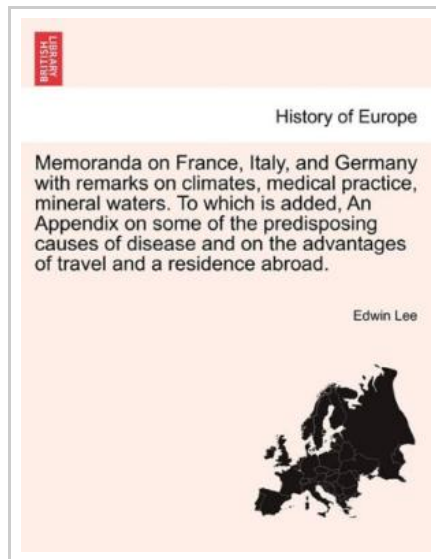 BRITISH
LIBRARY
History of Europe
Memoranda on France, Italy, and Germany
with remarks on climates, medical practice,
mineral waters. To which is added, An
Appendix on some of the predisposing
causes of disease and on the advantages
of travel and a residence abroad.
Edwin Lee